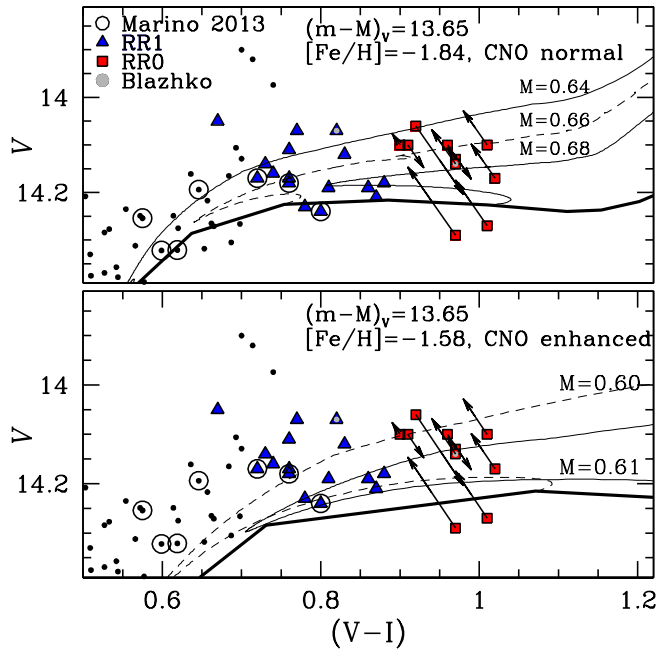 Marino 2013
RR1
RR0
Blazhko
(m−M)V=13.65
[Fe/H]=−1.84, CNO normal
M=0.64
M=0.66
M=0.68
14
14.2
V
(m−M)V=13.65
[Fe/H]=−1.58, CNO enhanced
M=0.60
M=0.61
14
14.2
V
0.6
0.8
1
1.2
(V−I)